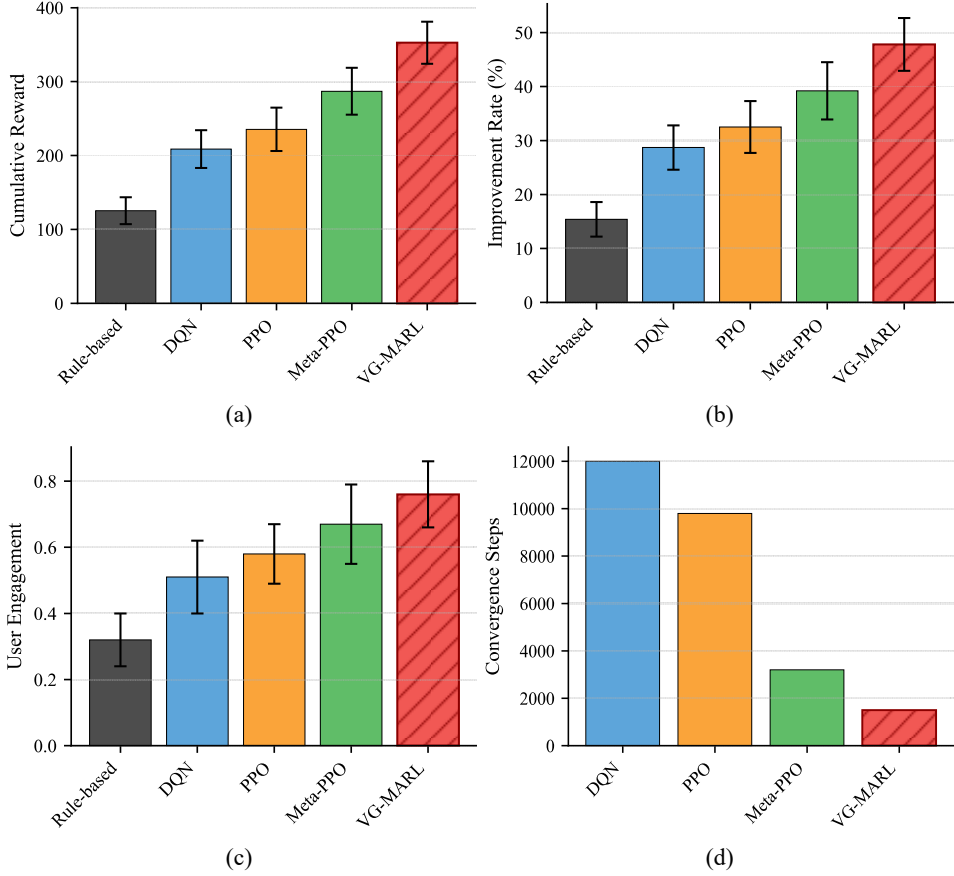 Cumulative Reward
400
300
200
100
0
Rule-based
DQN
PPO
Meta-PPO
VG-MARL
(a)
Improvement Rate (%)
50
40
30
20
10
0
Rule-based
DQN
PPO
Meta-PPO
VG-MARL
(b)
User Engagement
0.8
0.6
0.4
0.2
0.0
Rule-based
DQN
PPO
Meta-PPO
VG-MARL
(c)
Convergence Steps
12000
10000
8000
6000
4000
2000
0
DQN
PPO
Meta-PPO
VG-MARL
(d)